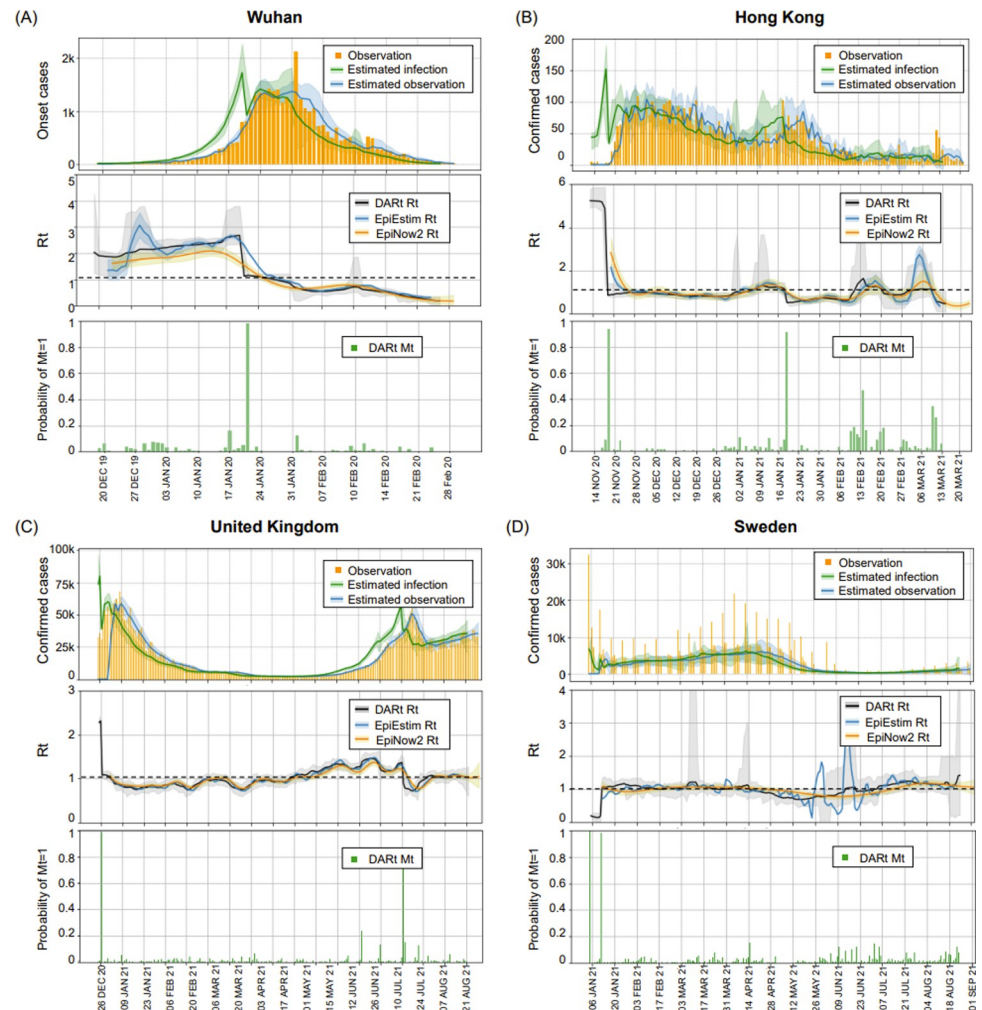 (A) Wuhan
Onset cases
2k
1k
0
Observation
Estimated infection
Estimated observation
Rt
5
4
3
2
1
0
DARt Rt
EpiEstim Rt
EpiNow2 Rt
Probability of Mt=1
1
0.8
0.6
0.4
0.2
0
DARt Mt
20 DEC 19
27 DEC 19
03 JAN 20
10 JAN 20
17 JAN 20
24 JAN 20
31 JAN 20
07 FEB 20
10 FEB 20
14 FEB 20
21 FEB 20
28 Feb 20
(B) Hong Kong
Confirmed cases
200
150
100
50
0
Observation
Estimated infection
Estimated observation
Rt
6
4
2
0
DARt Rt
EpiEstim Rt
EpiNow2 Rt
Probability of Mt=1
1
0.8
0.6
0.4
0.2
0
DARt Mt
14 NOV 20
21 NOV 20
28 NOV 20
05 DEC 20
12 DEC 20
19 DEC 20
26 DEC 20
02 JAN 21
09 JAN 21
16 JAN 21
23 JAN 21
30 JAN 21
06 FEB 21
13 FEB 21
20 FEB 21
27 FEB 21
06 MAR 21
13 MAR 21
20 MAR 21
(C) United Kingdom
Confirmed cases
100k
75k
50k
25k
0
Observation
Estimated infection
Estimated observation
Rt
3
2
1
0
DARt Rt
EpiEstim Rt
EpiNow2 Rt
Probability of Mt=1
1
0.8
0.6
0.4
0.2
0
DARt Mt
26 DEC 20
09 JAN 21
23 JAN 21
06 FEB 21
20 FEB 21
06 MAR 21
20 MAR 21
03 APR 21
17 APR 21
01 MAY 21
15 MAY 21
12 JUN 21
26 JUN 21
10 JUL 21
24 JUL 21
07 AUG 21
21 AUG 21
(D) Sweden
Confirmed cases
30k
20k
10k
0
Observation
Estimated infection
Estimated observation
Rt
4
3
2
1
0
DARt Rt
EpiEstim Rt
EpiNow2 Rt
Probability of Mt=1
1
0.8
0.6
0.4
0.2
0
DARt Mt
06 JAN 21
20 JAN 21
03 FEB 21
17 FEB 21
03 MAR 21
17 MAR 21
31 MAR 21
14 APR 21
28 APR 21
12 MAY 21
26 MAY 21
09 JUN 21
23 JUN 21
07 JUL 21
21 JUL 21
04 AUG 21
18 AUG 21
01 SEP 21